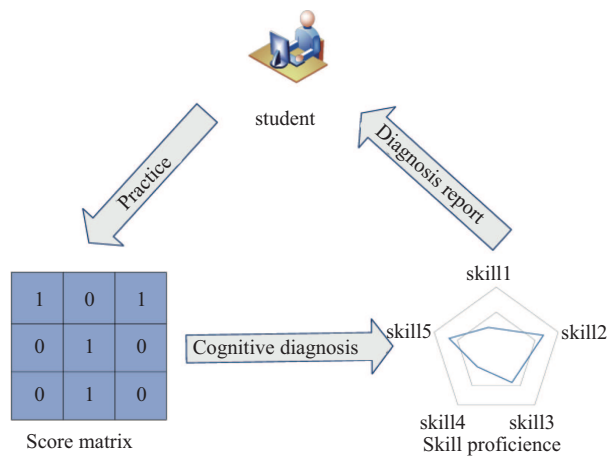 student
Practice
Diagnosis report
1 0 1
0 1 0
0 1 0
Score matrix
Cognitive diagnosis
skill1
skill5
skill2
skill4
skill3
Skill proficience